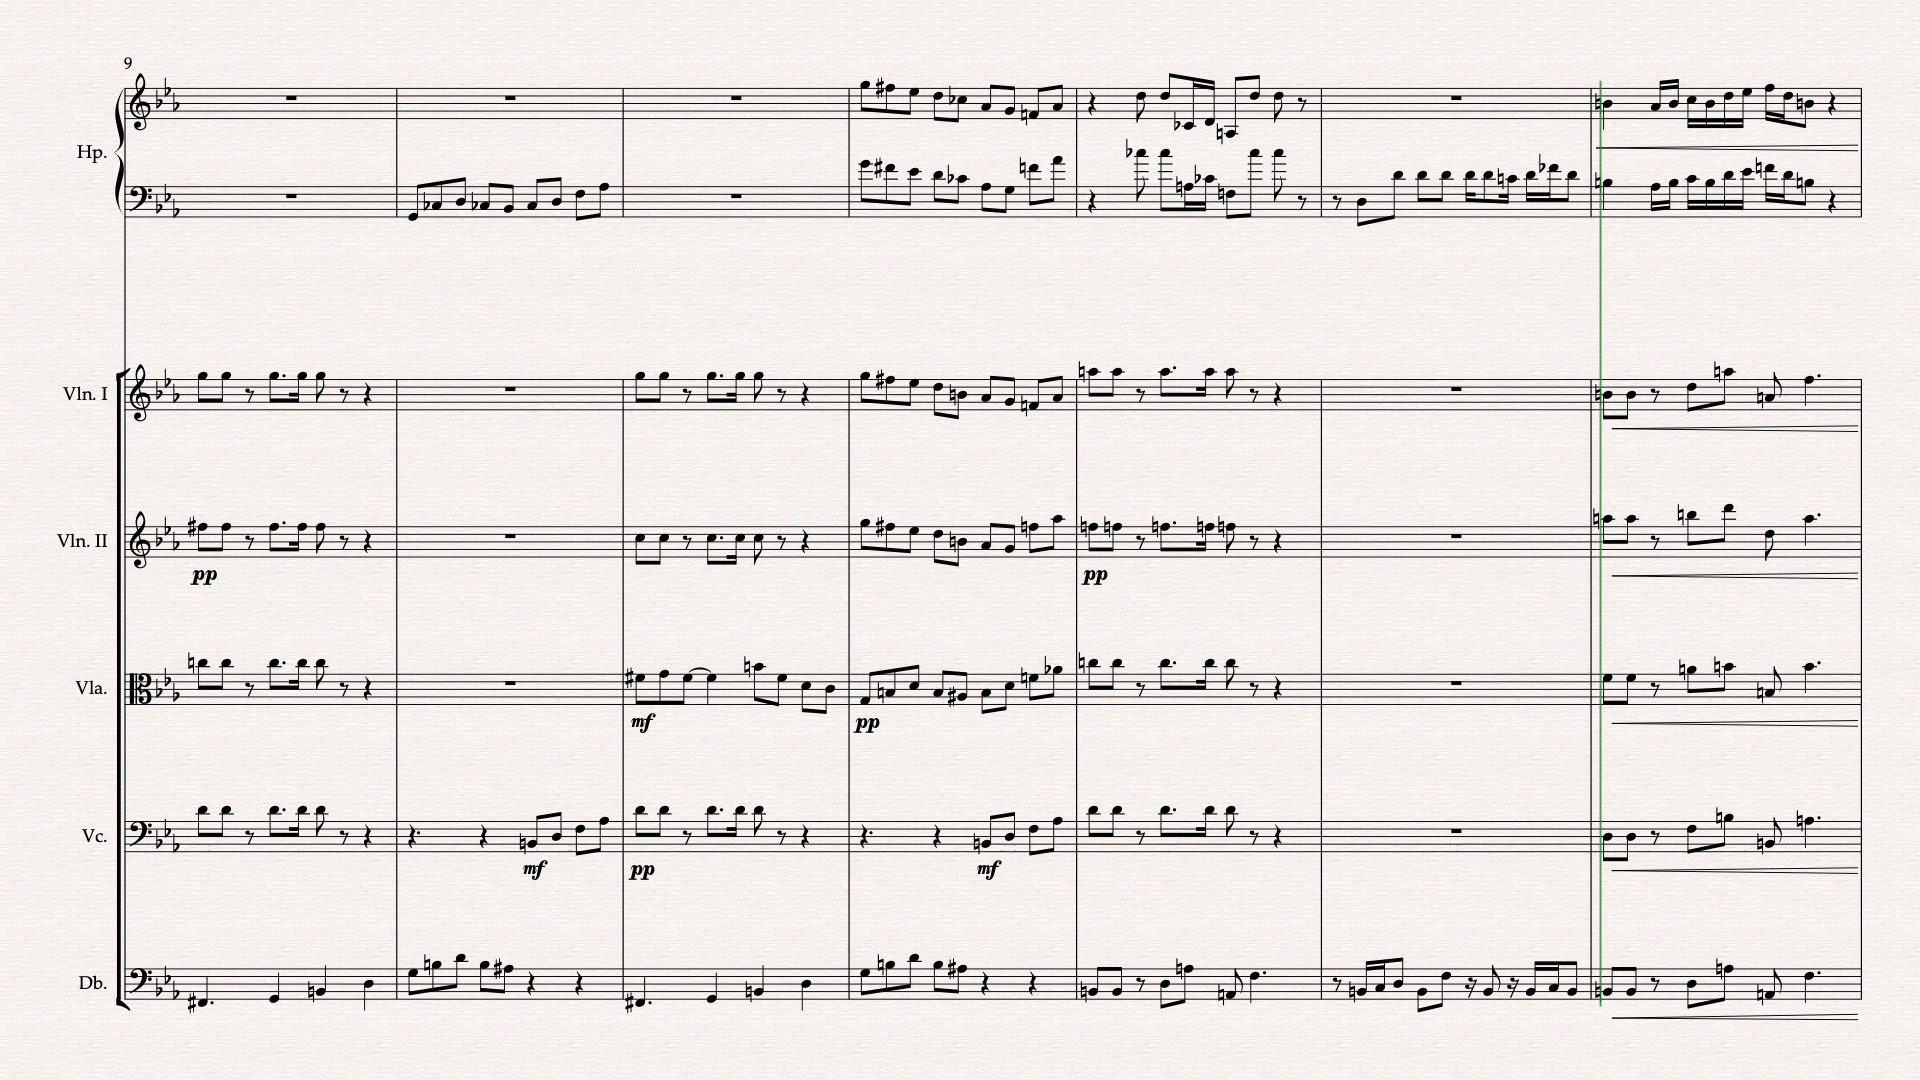 9
Hp.
Vln. I
Vln. II
pp
pp
Vla.
mf
pp
Vc.
mf
pp
mf
Db.